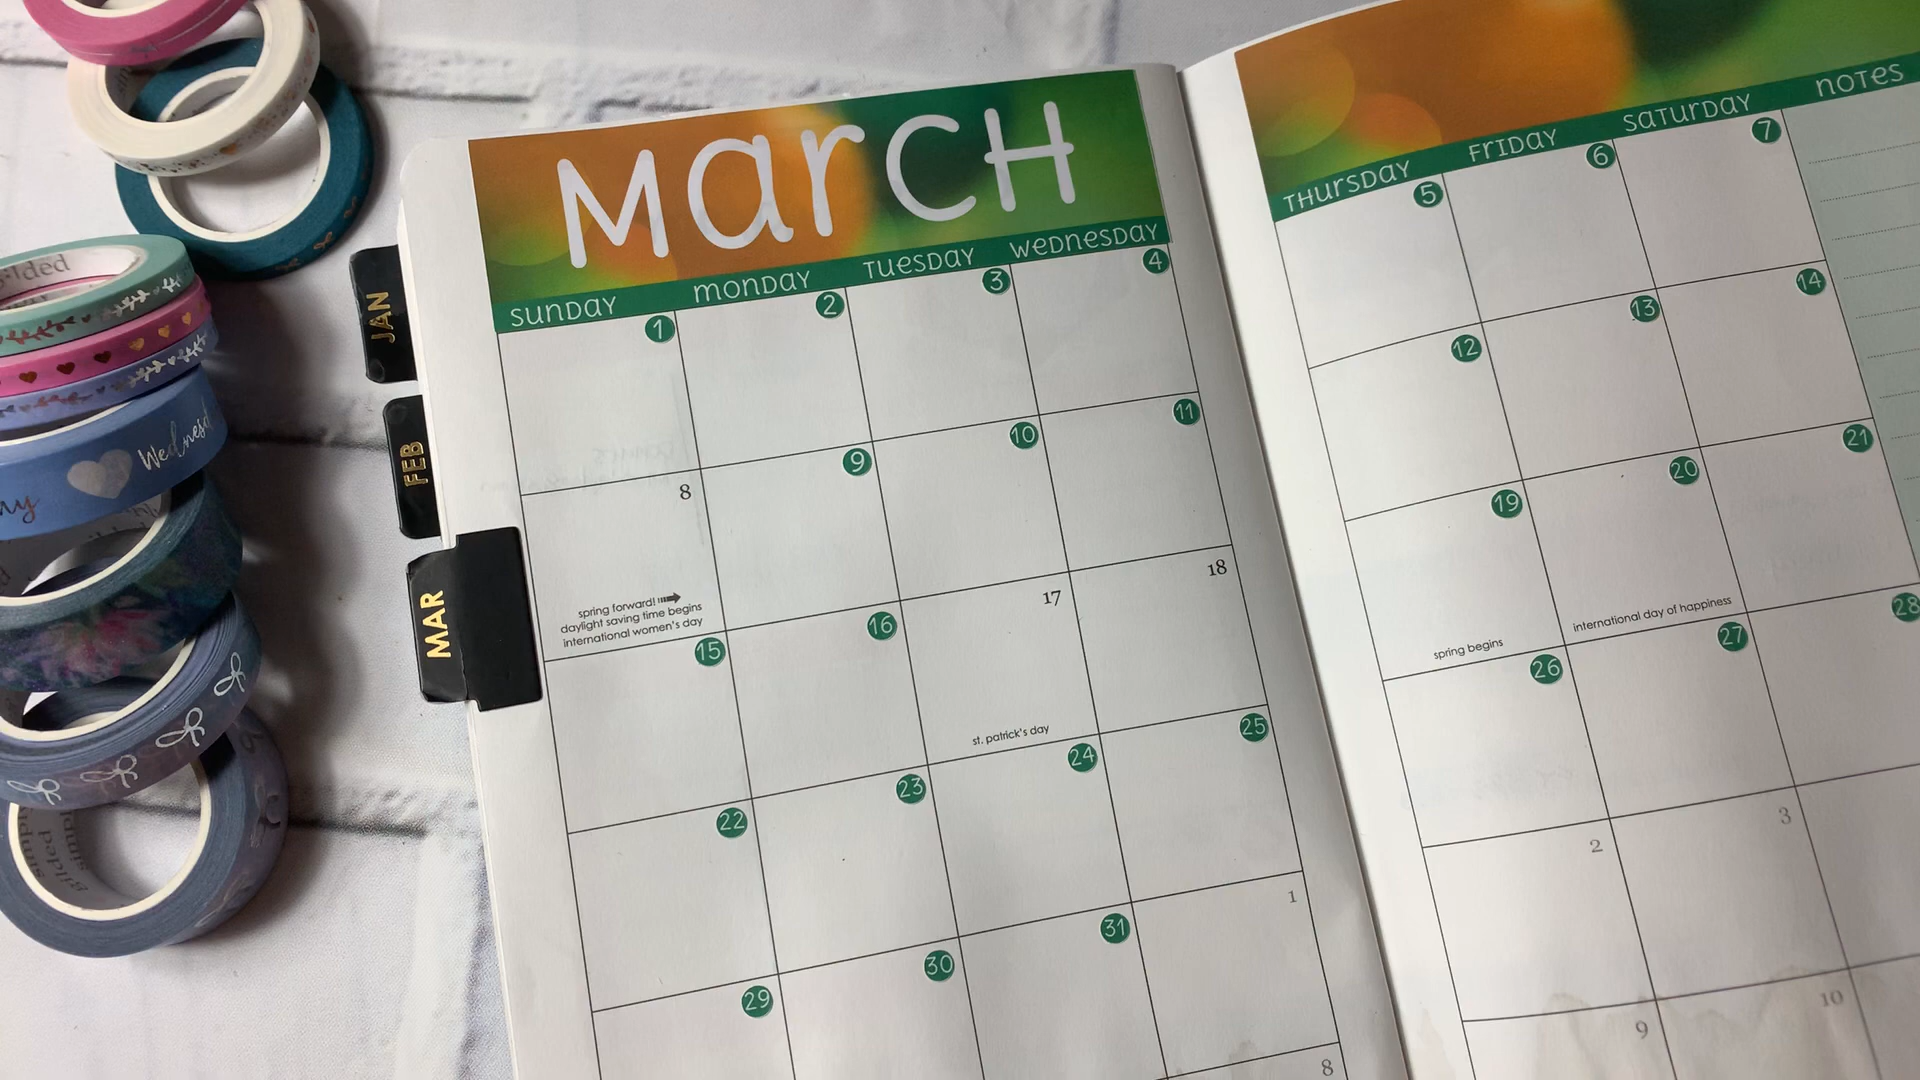 MarCH
SUNDAY MONDAY TUESDAY WEDNESDAY
1 2 3 4
8 9 10 11
spring forward!
daylight saving time begins
international women's day
15 16 17 18
st. patrick's day
22 23 24 25
29 30 31 1
8
THURSDAY FRIDAY SATURDAY NOTES
5 6 7
12 13 14
19 20 21
spring begins
international day of happiness
26 27 28
2 3
9 10
JAN
FEB
MAR
Wednesd